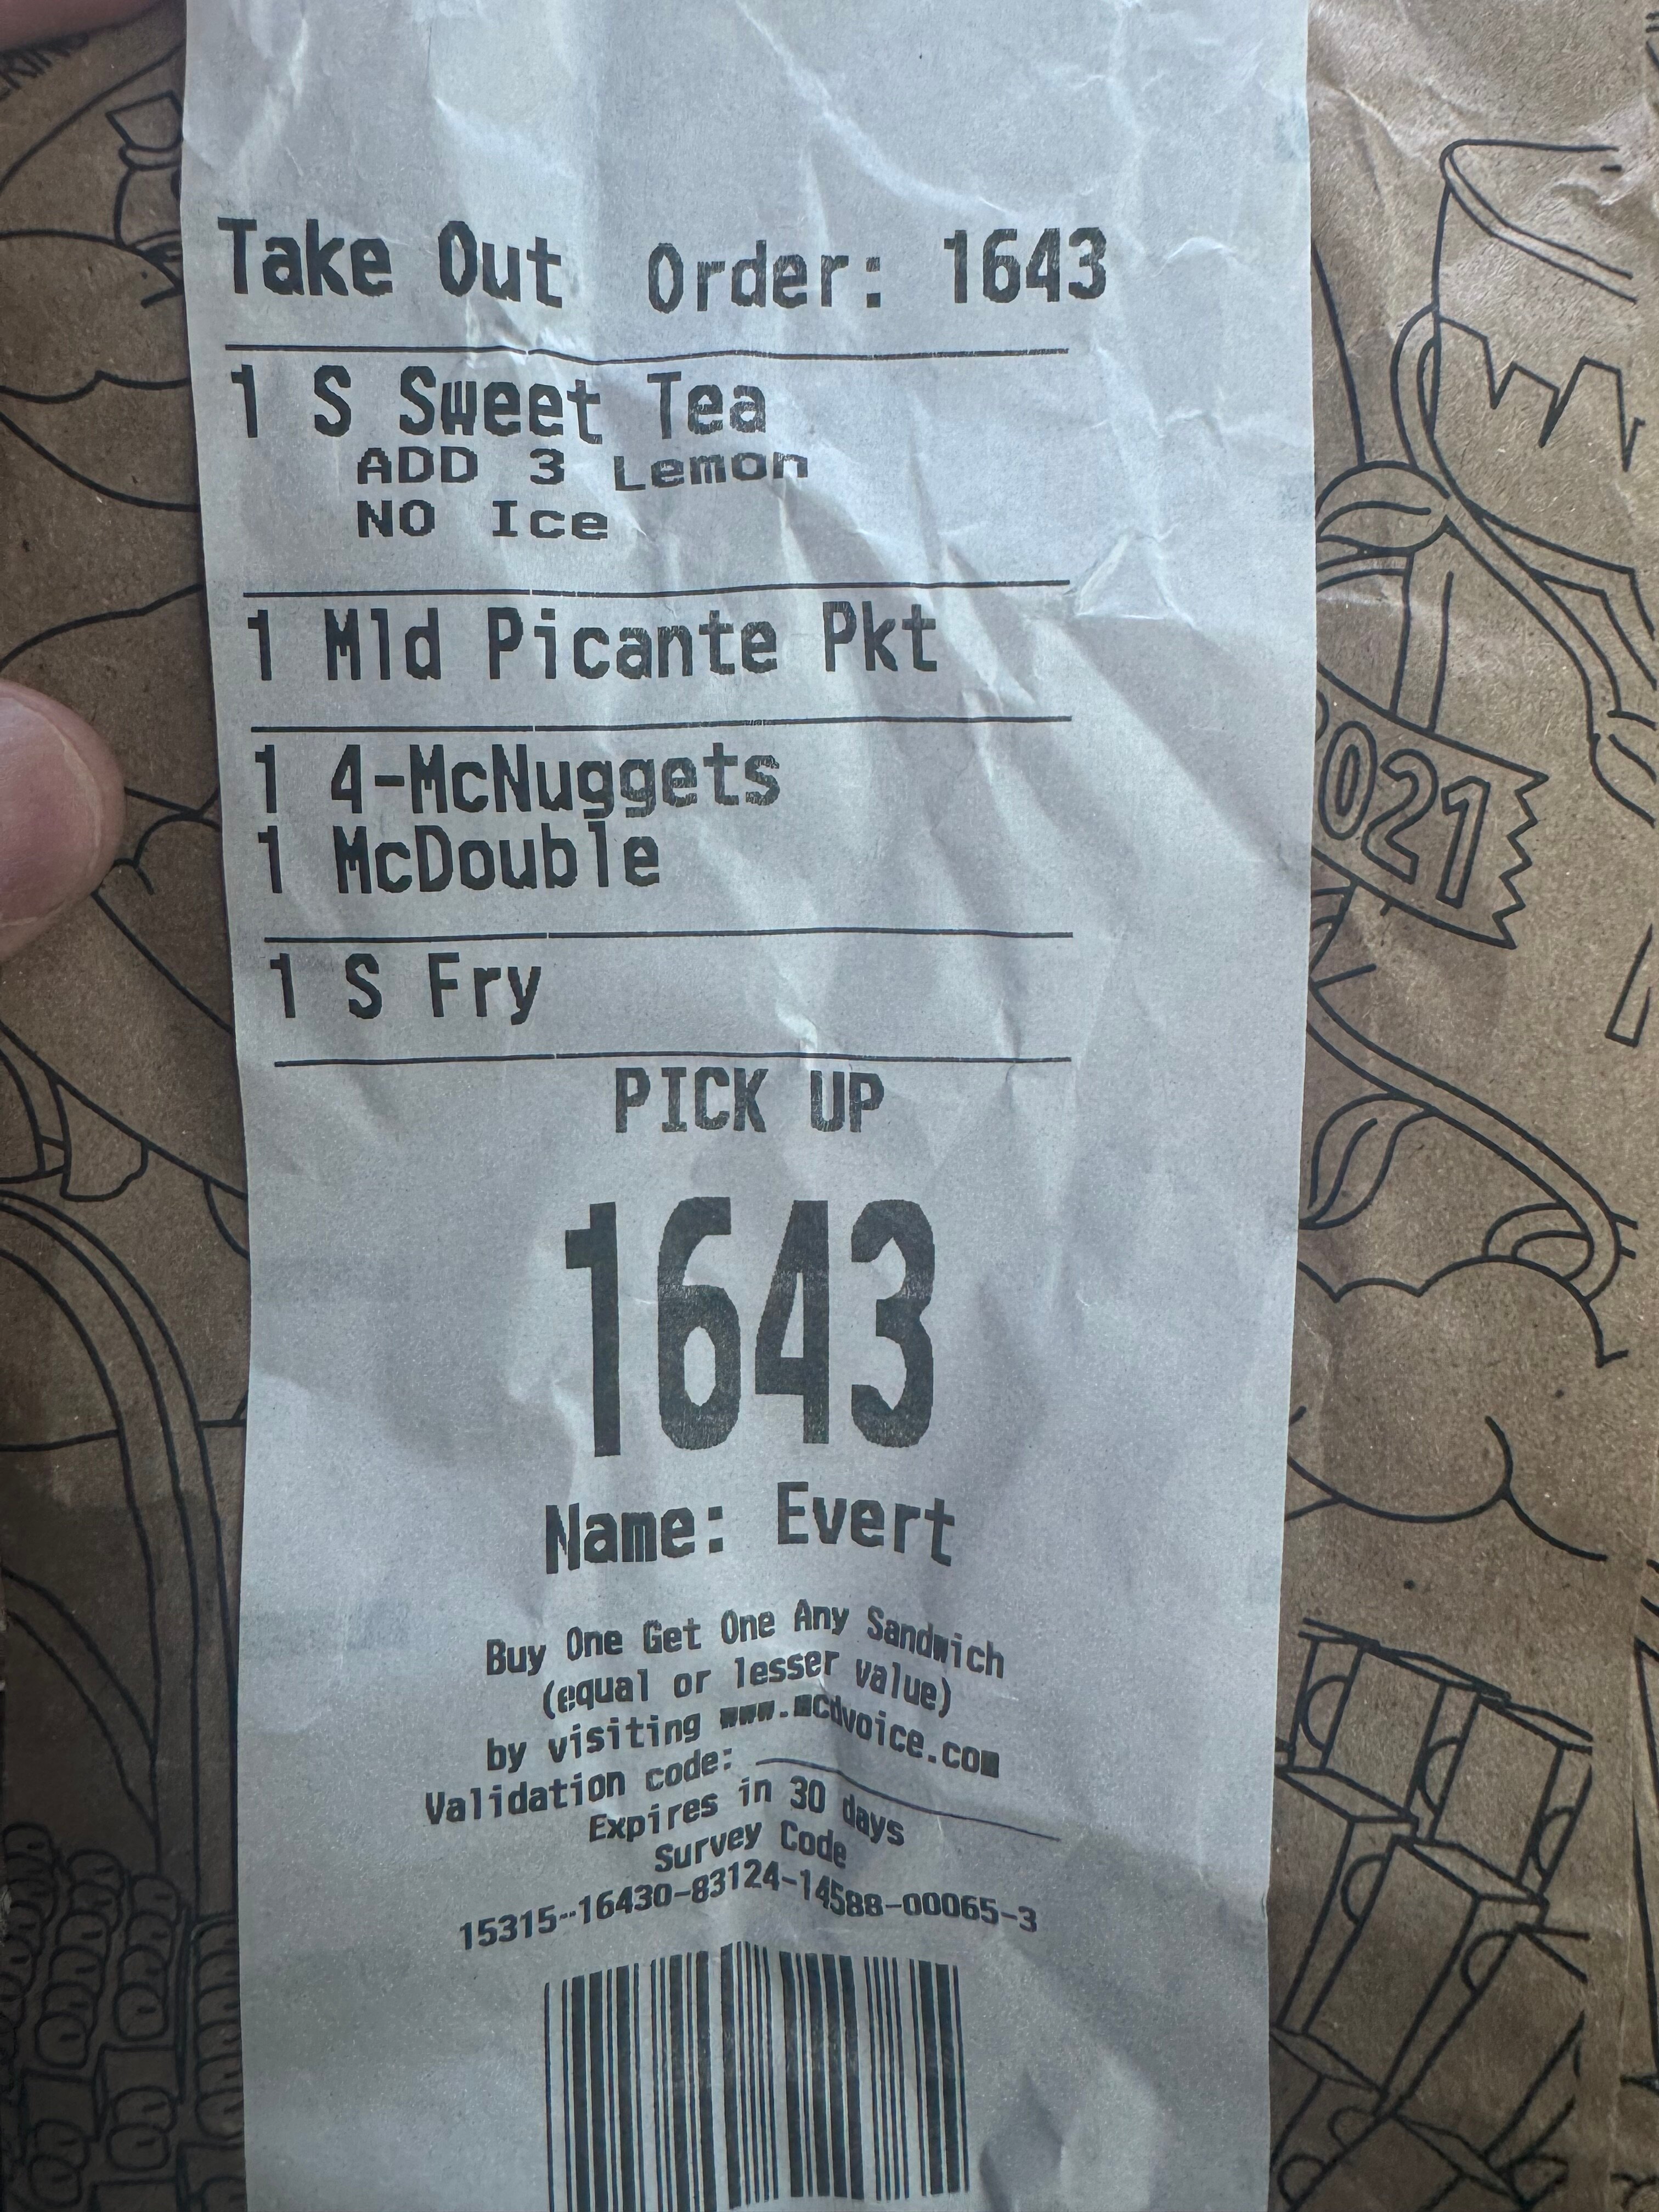 Take Out Order: 1643
1 S Sweet Tea
ADD 3 Lemon
NO Ice
1 Mld Picante Pkt
1 4-McNuggets
1 McDouble
1 S Fry
PICK UP
1643
Name: Evert
Buy One Get One Any Sandwich
(equal or lesser value)
by visiting www.mcdvoice.com
Validation code:
Expires in 30 days
Survey Code
15315-16430-83124-14588-00065-3
021